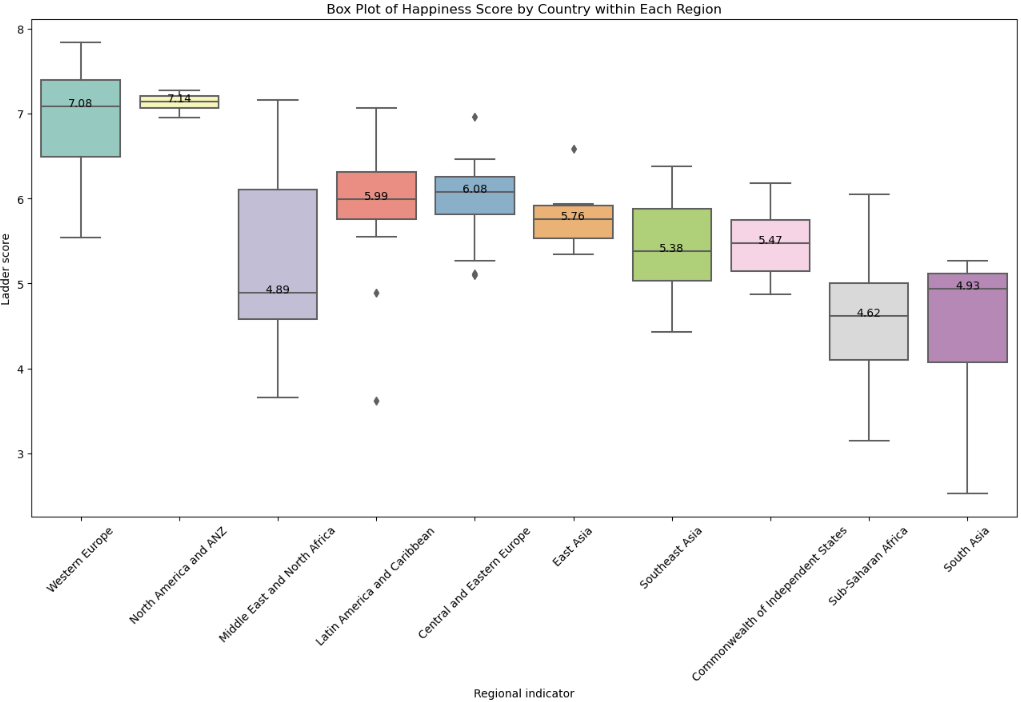 Box Plot of Happiness Score by Country within Each Region
8
7
6
5
4
3
Ladder score
7.08
7.14
4.89
5.99
6.08
5.76
5.38
5.47
4.62
4.93
Western Europe
North America and ANZ
Middle East and North Africa
Latin America and Caribbean
Central and Eastern Europe
East Asia
Southeast Asia
Commonwealth of Independent States
Sub-Saharan Africa
South Asia
Regional indicator